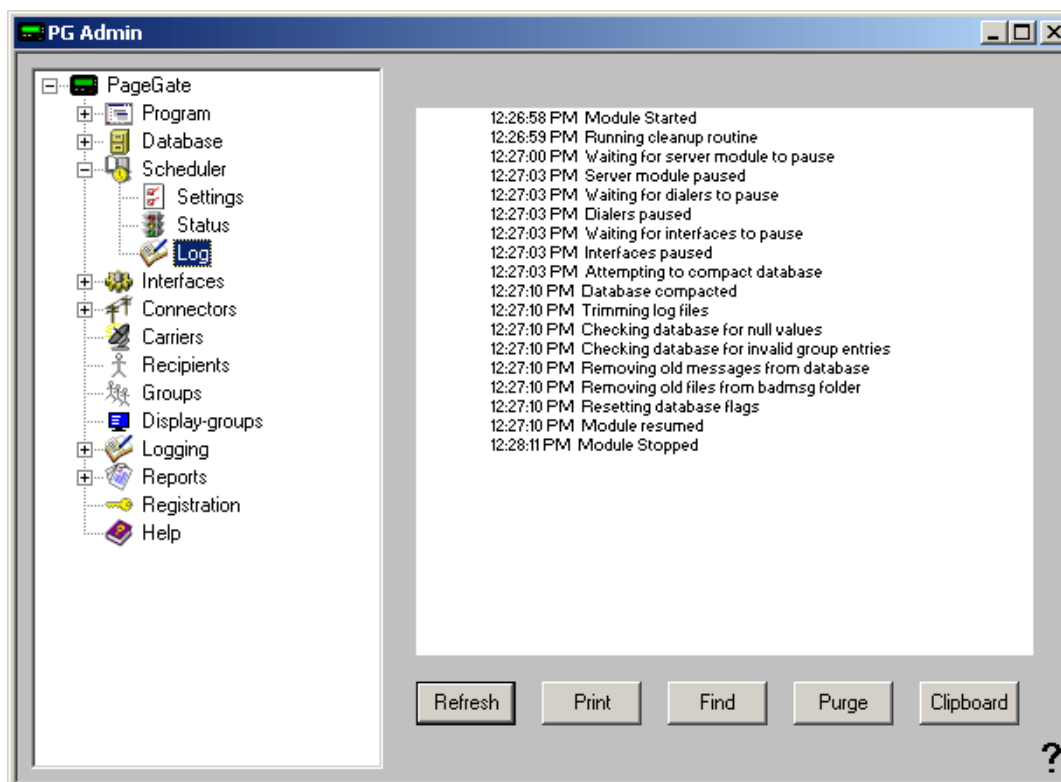 PG Admin
PageGate
Program
Database
Scheduler
Settings
Status
Log
Interfaces
Connectors
Carriers
Recipients
Groups
Display-groups
Logging
Reports
Registration
Help
12:26:58 PM Module Started
12:26:59 PM Running cleanup routine
12:27:00 PM Waiting for server module to pause
12:27:03 PM Server module paused
12:27:03 PM Waiting for dialers to pause
12:27:03 PM Dialers paused
12:27:03 PM Waiting for interfaces to pause
12:27:03 PM Interfaces paused
12:27:03 PM Attempting to compact database
12:27:10 PM Database compacted
12:27:10 PM Trimming log files
12:27:10 PM Checking database for null values
12:27:10 PM Checking database for invalid group entries
12:27:10 PM Removing old messages from database
12:27:10 PM Removing old files from badmsg folder
12:27:10 PM Resetting database flags
12:27:10 PM Module resumed
12:28:11 PM Module Stopped
Refresh Print Find Purge Clipboard
?